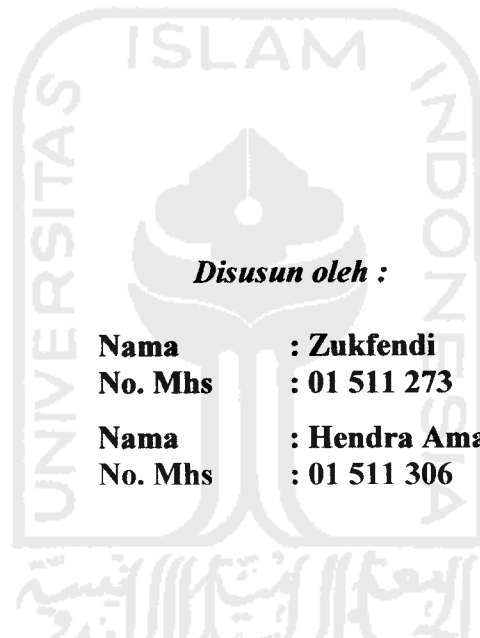 ISLAM
UNIVERSITAS
INDONESIA
Disusun oleh :
Nama : Zukfendi
No. Mhs : 01 511 273
Nama : Hendra Ama
No. Mhs : 01 511 306